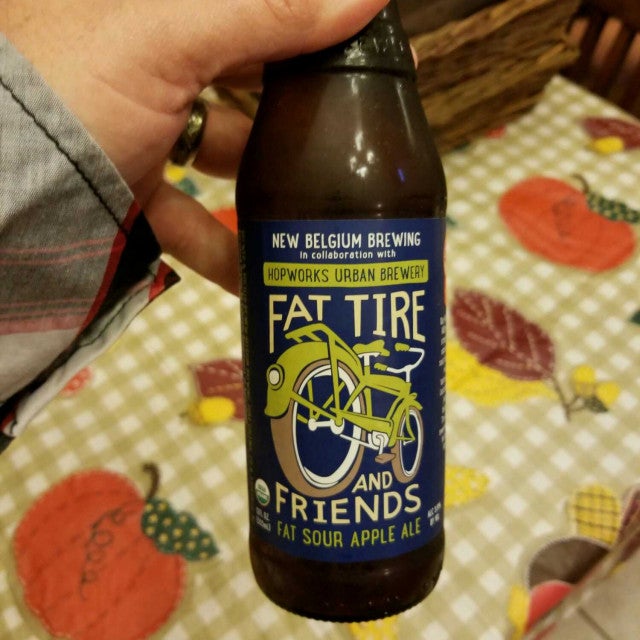 NEW BELGIUM BREWING
In collaboration with
HOPWORKS URBAN BREWERY
FAT TIRE
AND
FRIENDS
FAT SOUR APPLE ALE